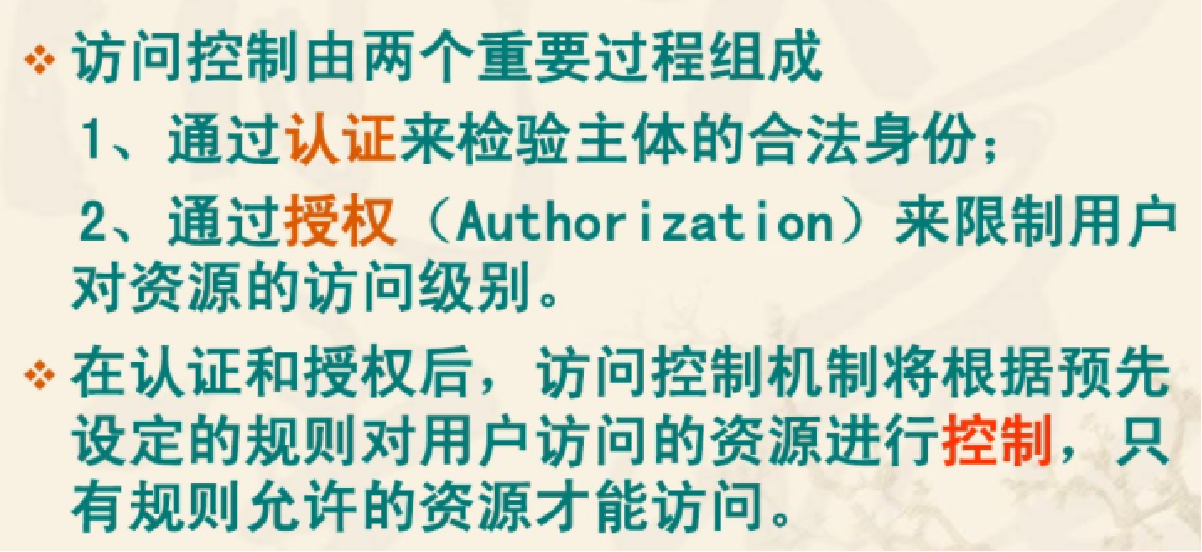 ❖访问控制由两个重要过程组成
1、通过认证来检验主体的合法身份；
2、通过授权（Authorization）来限制用户
对资源的访问级别。
❖在认证和授权后，访问控制机制将根据预先
设定的规则对用户访问的资源进行控制，只
有规则允许的资源才能访问。